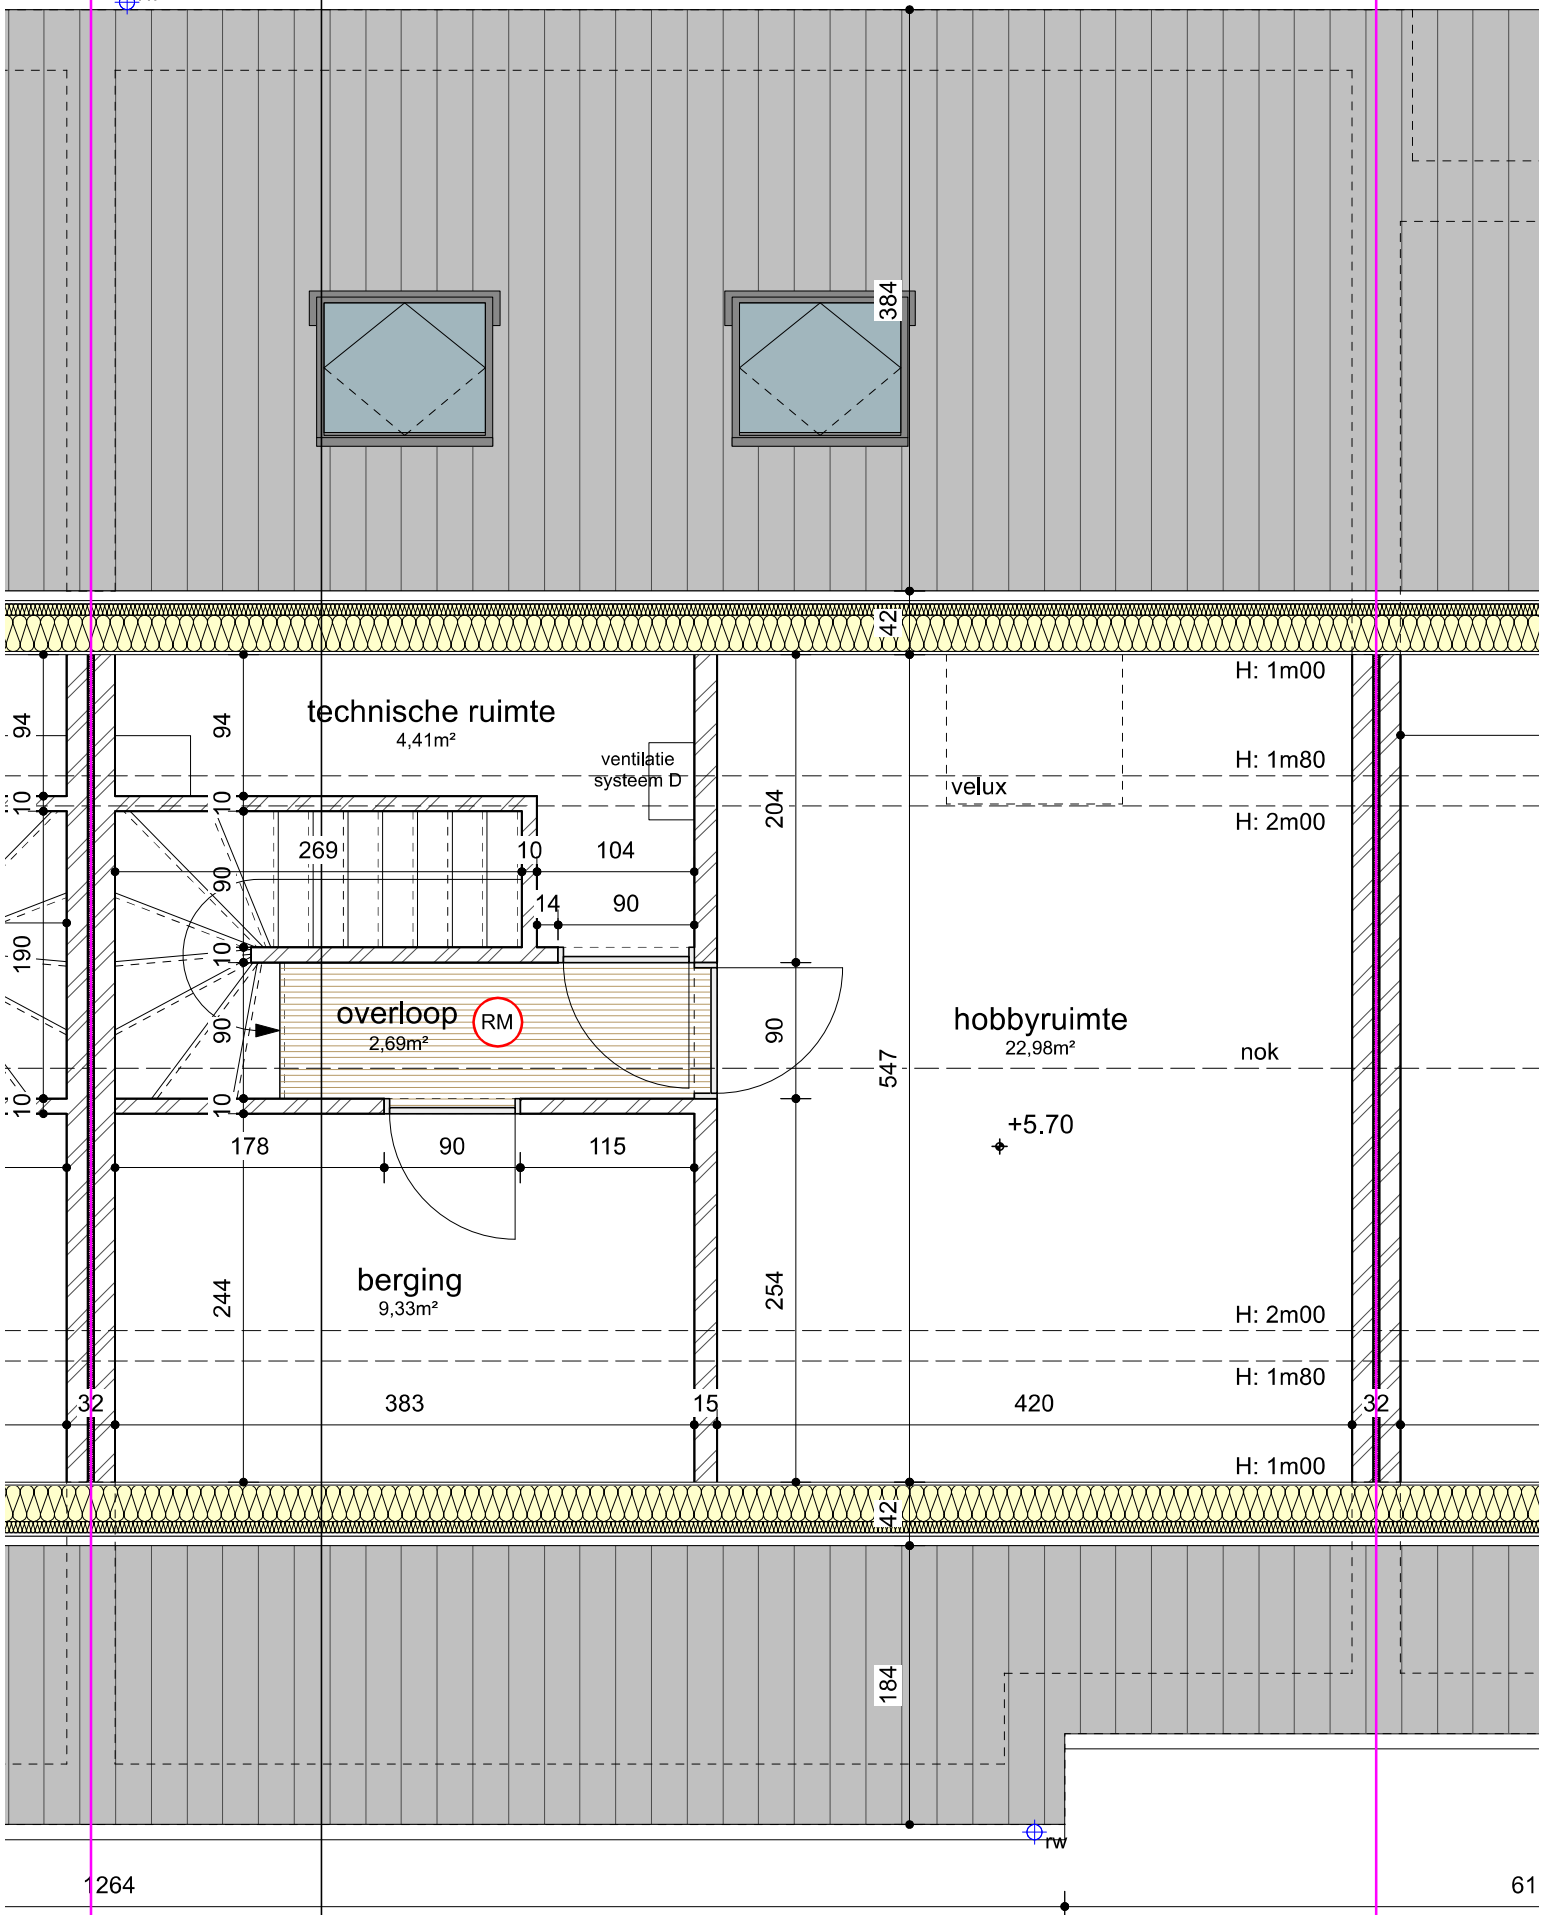 384
42
H: 1m00
technische ruimte
4,41m²
94
94
ventilatie
systeem D
H: 1m80
velux
10
10
204
H: 2m00
269
10
104
90
14
90
190
10
overloop
RM
2,69m²
90
90
hobbyruimte
22,98m²
nok
547
10
10
+5.70
178
90
115
berging
9,33m²
244
254
H: 2m00
H: 1m80
32
383
15
420
32
H: 1m00
42
184
rw
1264
61